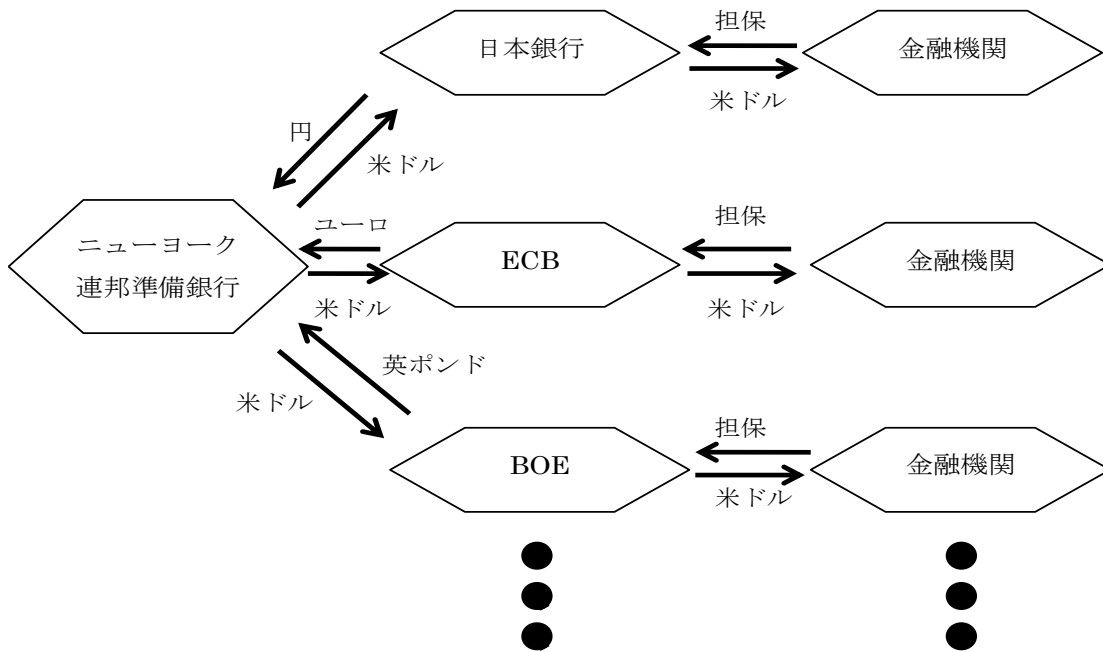 担保
日本銀行
金融機関
米ドル
円
米ドル
ユーロ
担保
ニューヨーク
連邦準備銀行
ECB
金融機関
米ドル
米ドル
英ポンド
米ドル
担保
BOE
金融機関
米ドル